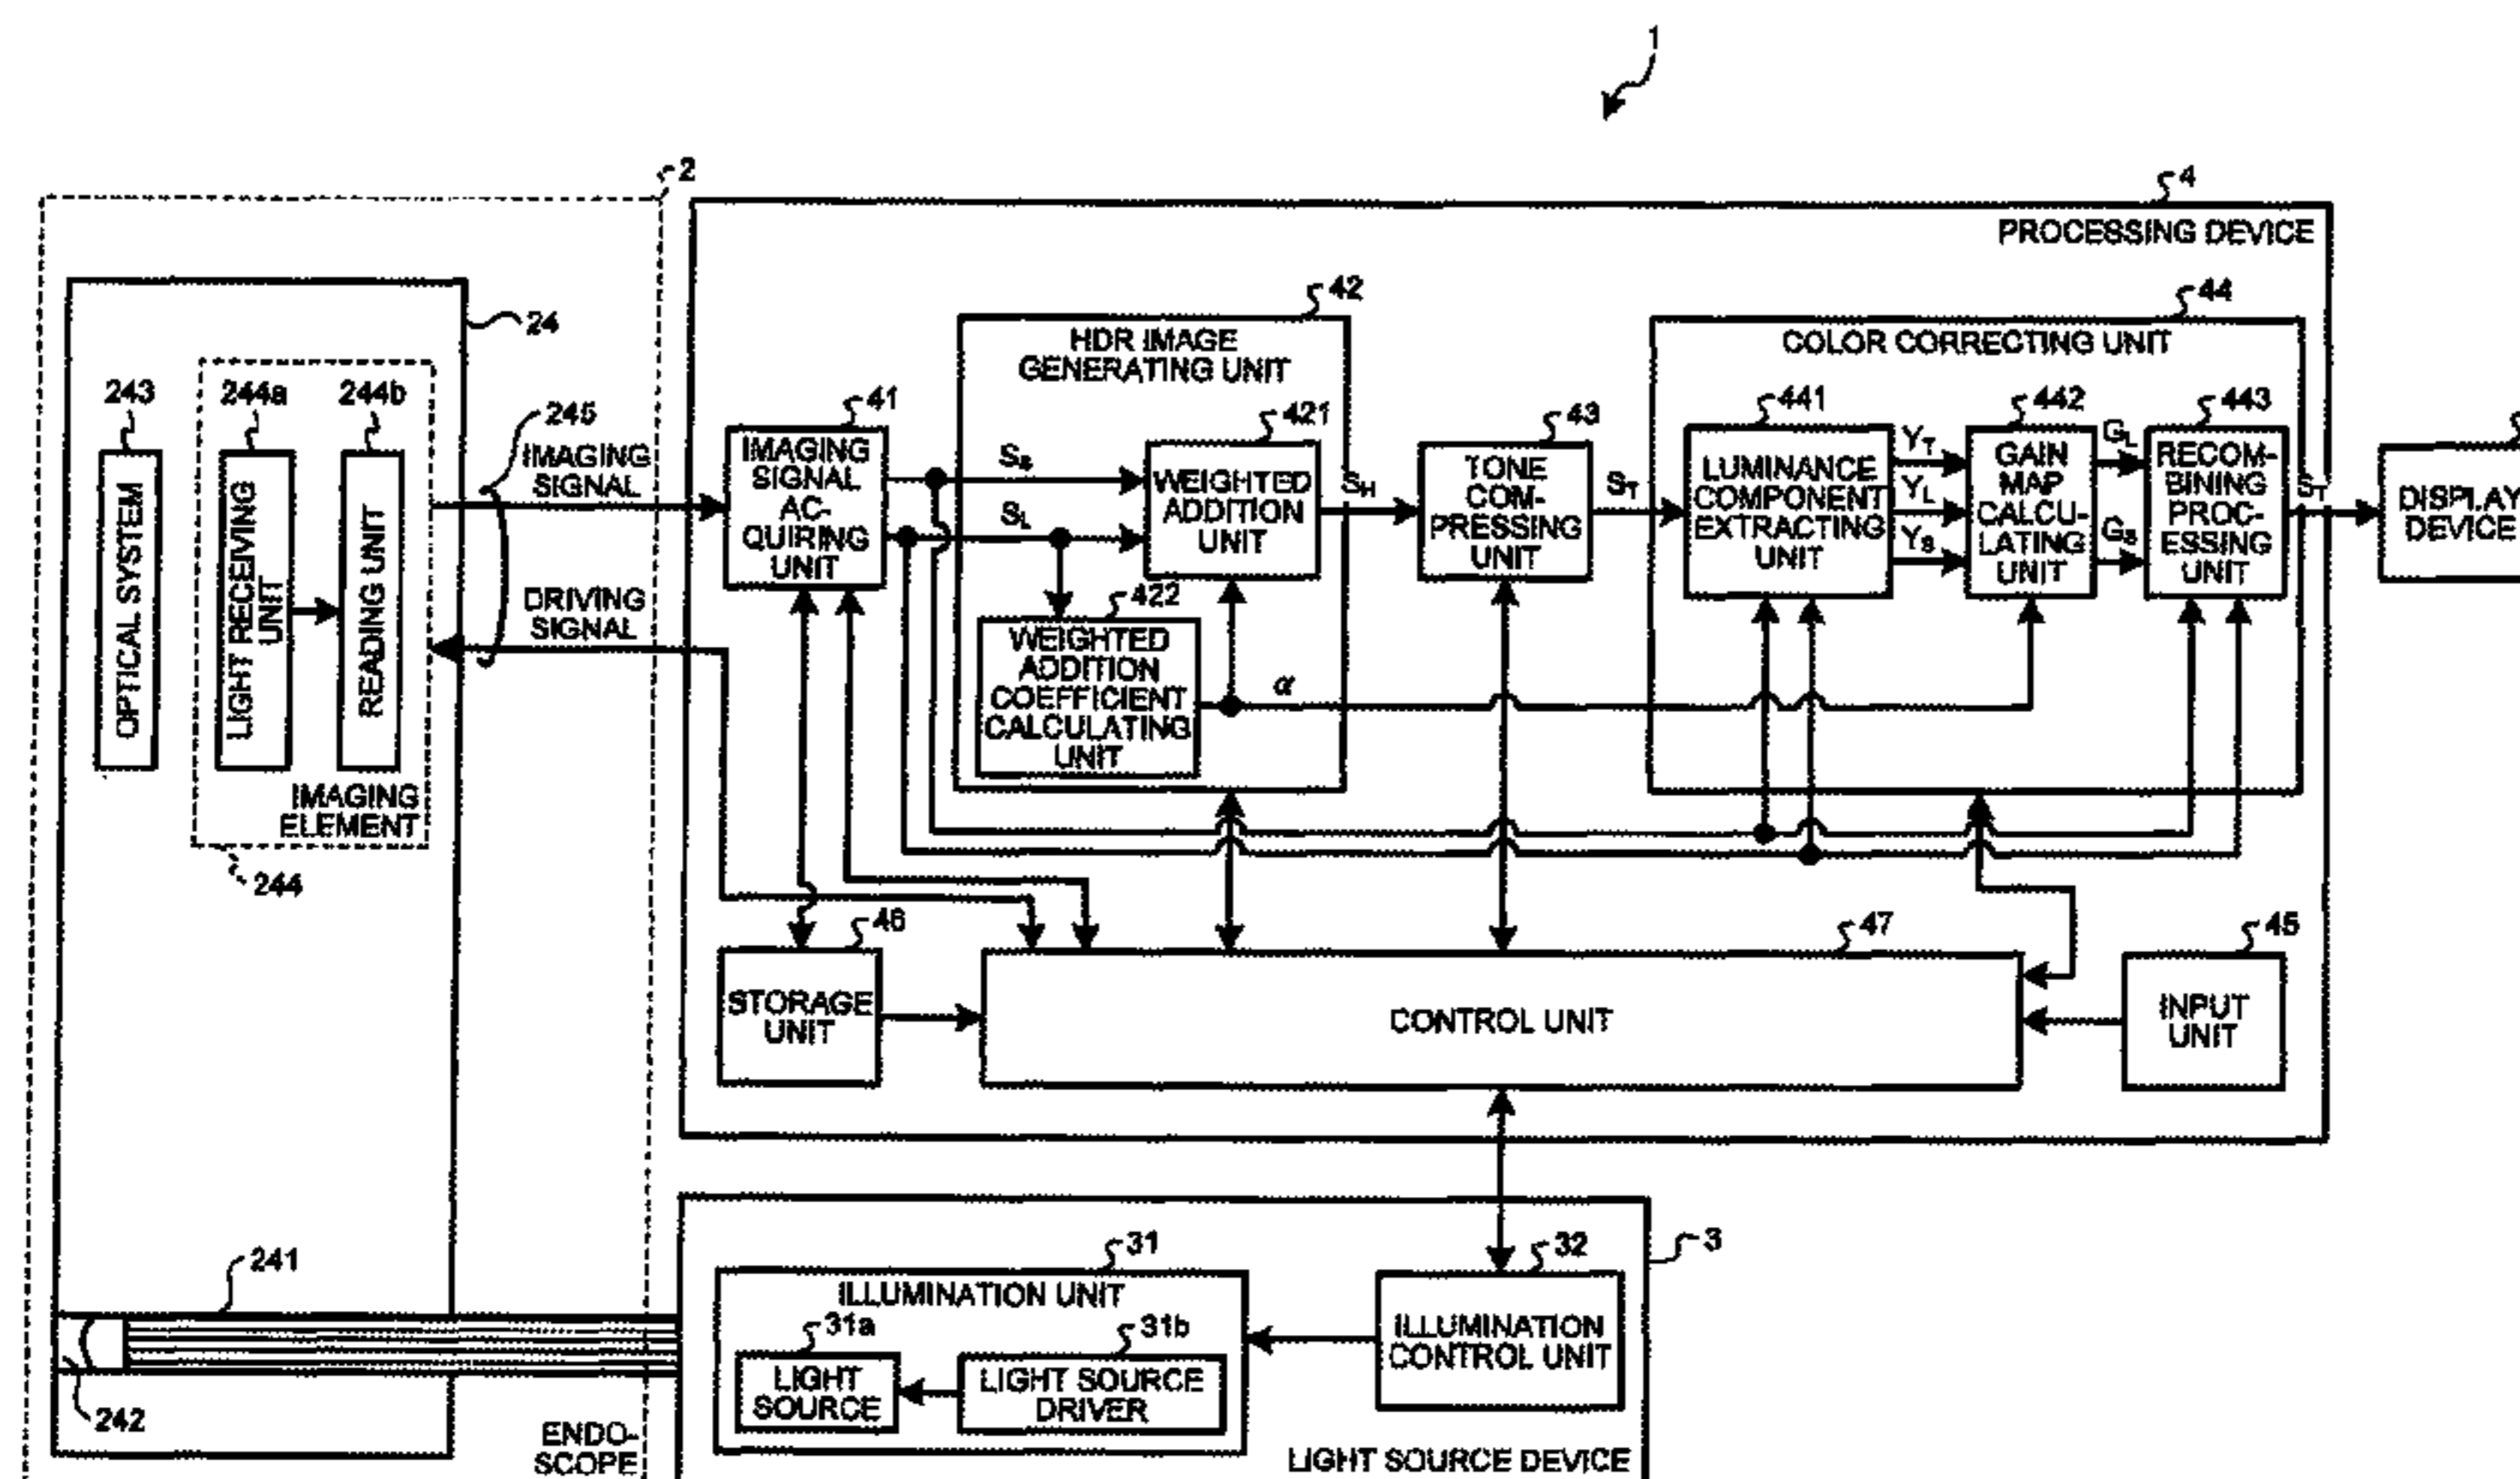 1
2
4
PROCESSING DEVICE
24
243
244a
244b
OPTICAL SYSTEM
LIGHT RECEIVING
UNIT
READING UNIT
IMAGING
ELEMENT
244
245
IMAGING
SIGNAL
DRIVING
SIGNAL
41
IMAGING
SIGNAL
AC-
QUIRING
UNIT
42
HDR IMAGE
GENERATING UNIT
SS
SL
421
WEIGHTED
ADDITION
UNIT
422
WEIGHTED
ADDITION
COEFFICIENT
CALCULATING
UNIT
α
SH
43
TONE
COM-
PRESSING
UNIT
ST
44
COLOR CORRECTING UNIT
441
LUMINANCE
COMPONENT
EXTRACTING
UNIT
YT
YL
YS
442
GAIN
MAP
CALCU-
LATING
UNIT
GL
GS
443
RECOM-
BINING
PROC-
ESSING
UNIT
DISPLAY
DEVICE
46
STORAGE
UNIT
47
CONTROL UNIT
45
INPUT
UNIT
241
242
ENDO-
SCOPE
3
31
ILLUMINATION UNIT
31a
LIGHT
SOURCE
31b
LIGHT SOURCE
DRIVER
32
ILLUMINATION
CONTROL UNIT
LIGHT SOURCE DEVICE